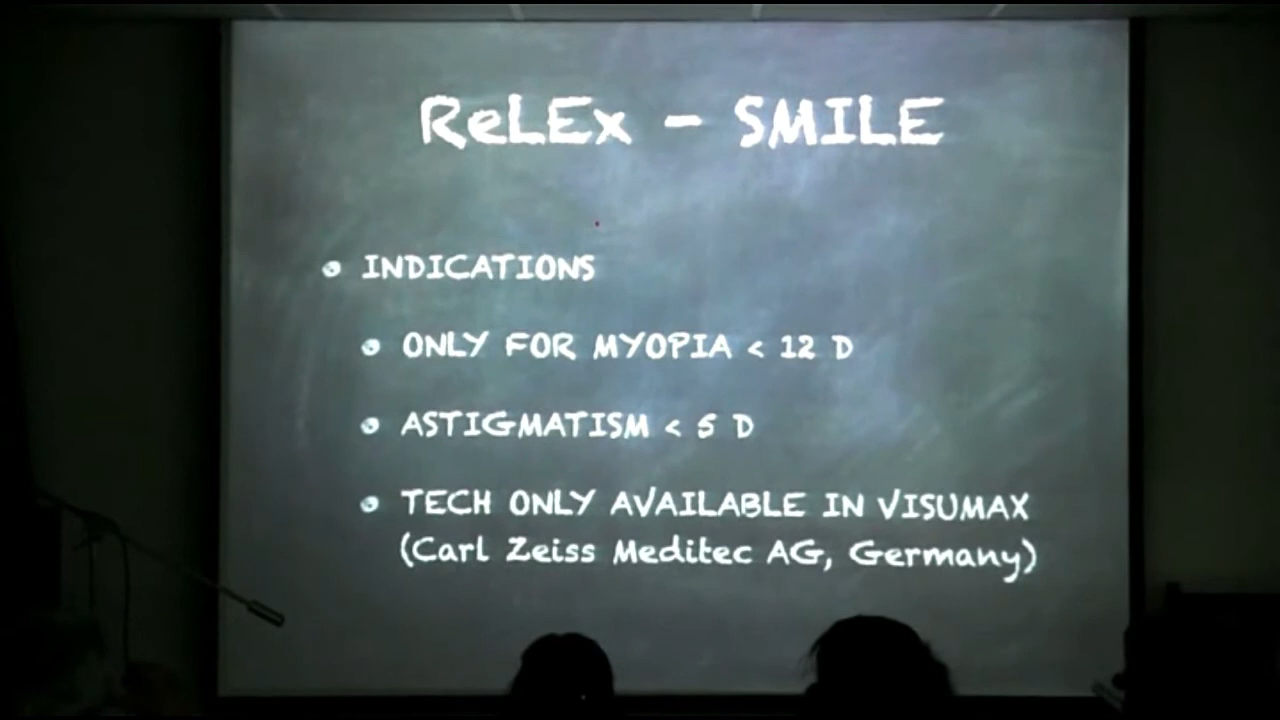 ReLEx - SMILE
INDICATIONS
ONLY FOR MYOPIA < 12 D
ASTIGMATISM < 5 D
TECH ONLY AVAILABLE IN VISUMAX
(Carl Zeiss Meditec AG, Germany)